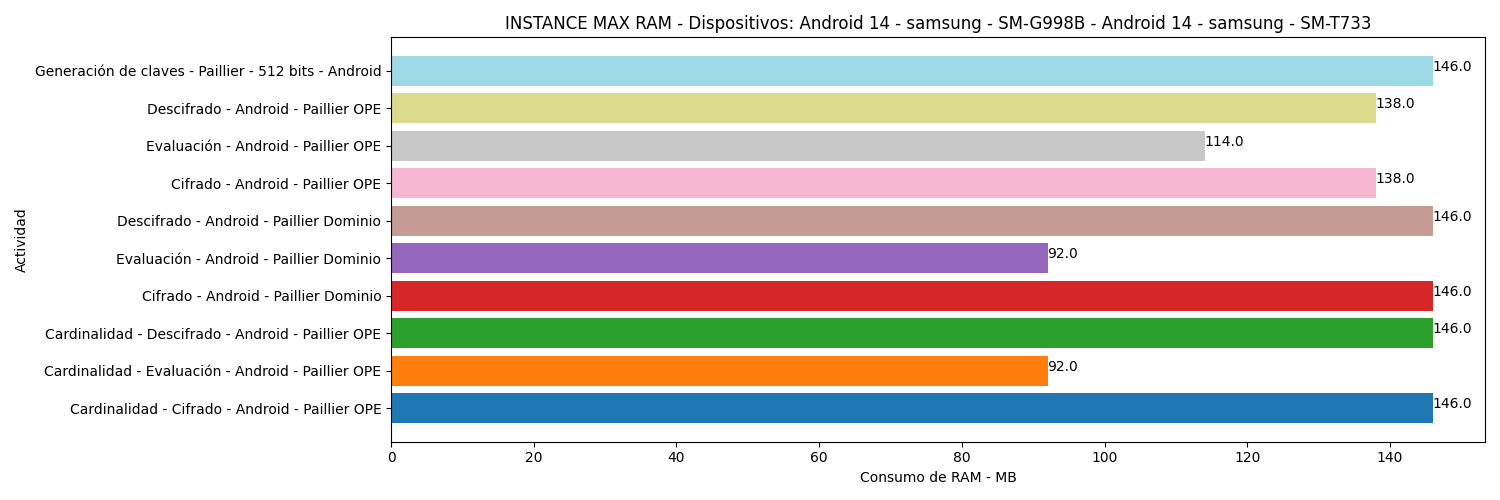 INSTANCE MAX RAM - Dispositivos: Android 14 - samsung - SM-G998B - Android 14 - samsung - SM-T733
Actividad
Generación de claves - Paillier - 512 bits - Android
146.0
Descifrado - Android - Paillier OPE
138.0
Evaluación - Android - Paillier OPE
114.0
Cifrado - Android - Paillier OPE
138.0
Descifrado - Android - Paillier Dominio
146.0
Evaluación - Android - Paillier Dominio
92.0
Cifrado - Android - Paillier Dominio
146.0
Cardinalidad - Descifrado - Android - Paillier OPE
146.0
Cardinalidad - Evaluación - Android - Paillier OPE
92.0
Cardinalidad - Cifrado - Android - Paillier OPE
146.0
0 20 40 60 80 100 120 140
Consumo de RAM - MB